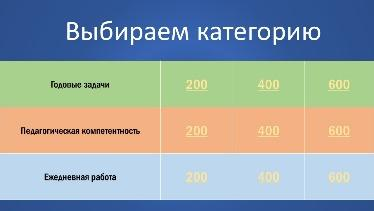 Выбираем категорию
Годовые задачи 200 400 600
Педагогическая компетентность 200 400 600
Ежедневная работа 200 400 600